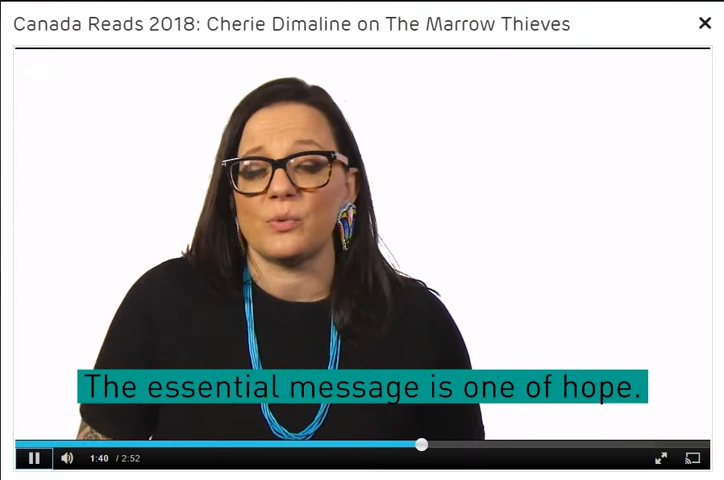 Canada Reads 2018: Cherie Dimaline on The Marrow Thieves
The essential message is one of hope.
1:40 / 2:52